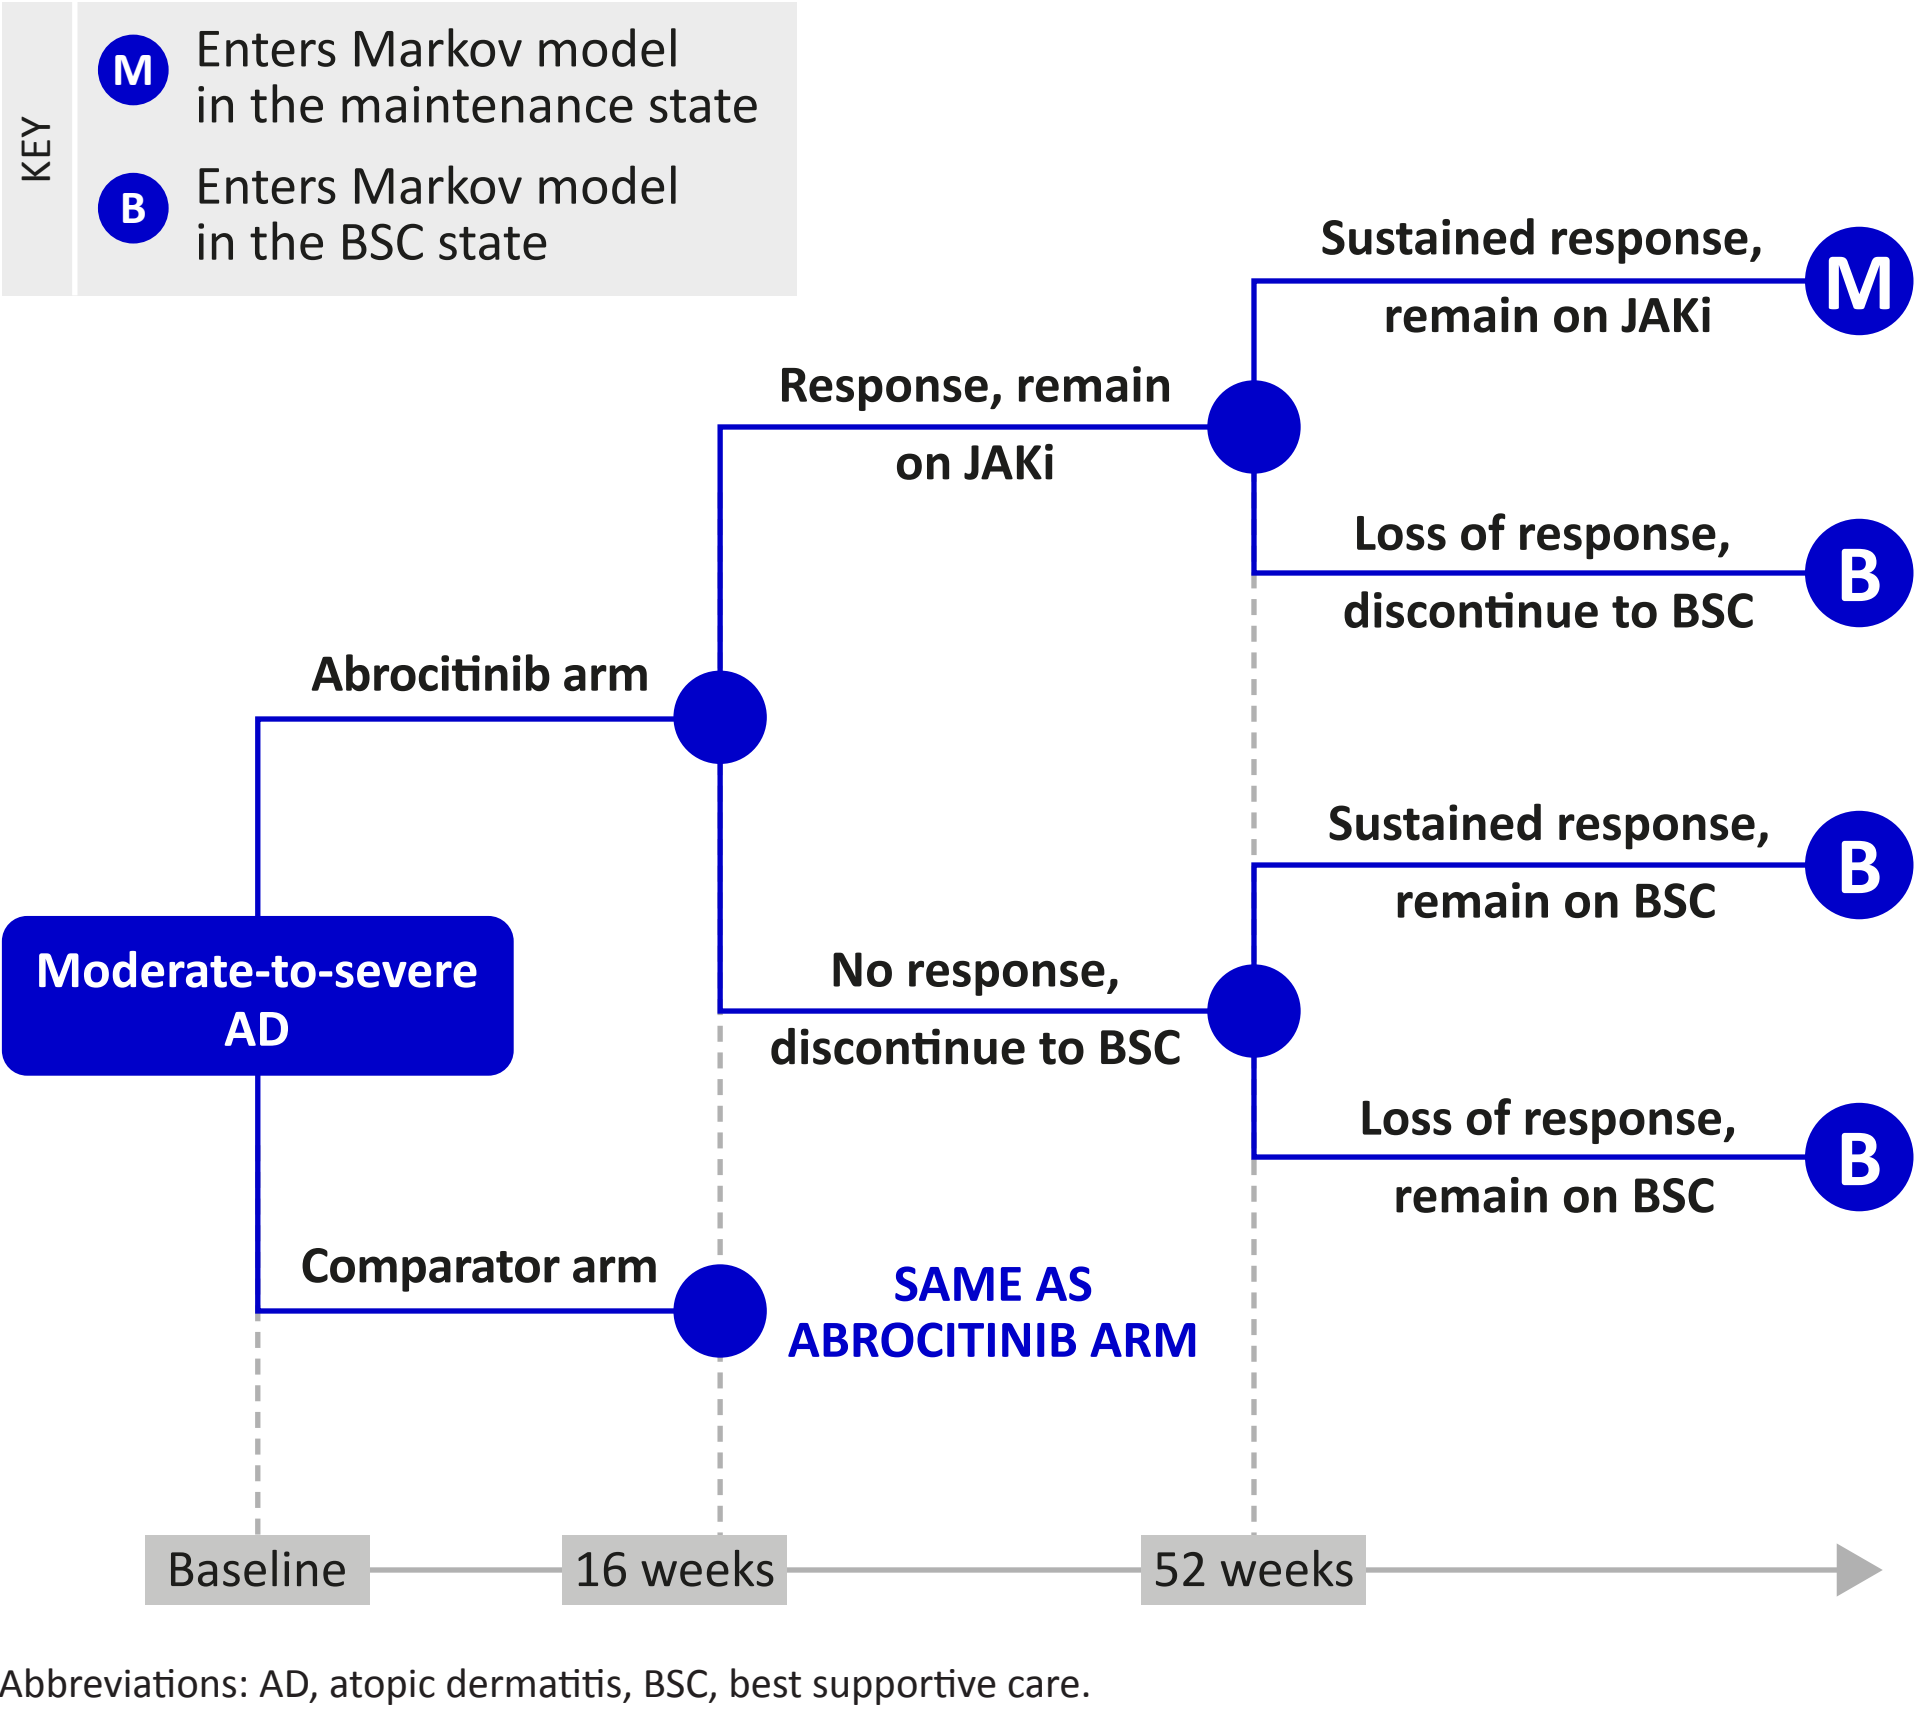 KEY
M
Enters Markov model
in the maintenance state
B
Enters Markov model
in the BSC state
Sustained response,
remain on JAKi
M
Response, remain
on JAKi
Loss of response,
discontinue to BSC
B
Abrocitinib arm
Sustained response,
remain on BSC
B
Moderate-to-severe
AD
No response,
discontinue to BSC
Loss of response,
remain on BSC
B
Comparator arm
SAME AS
ABROCITINIB ARM
Baseline
16 weeks
52 weeks
Abbreviations: AD, atopic dermatitis, BSC, best supportive care.